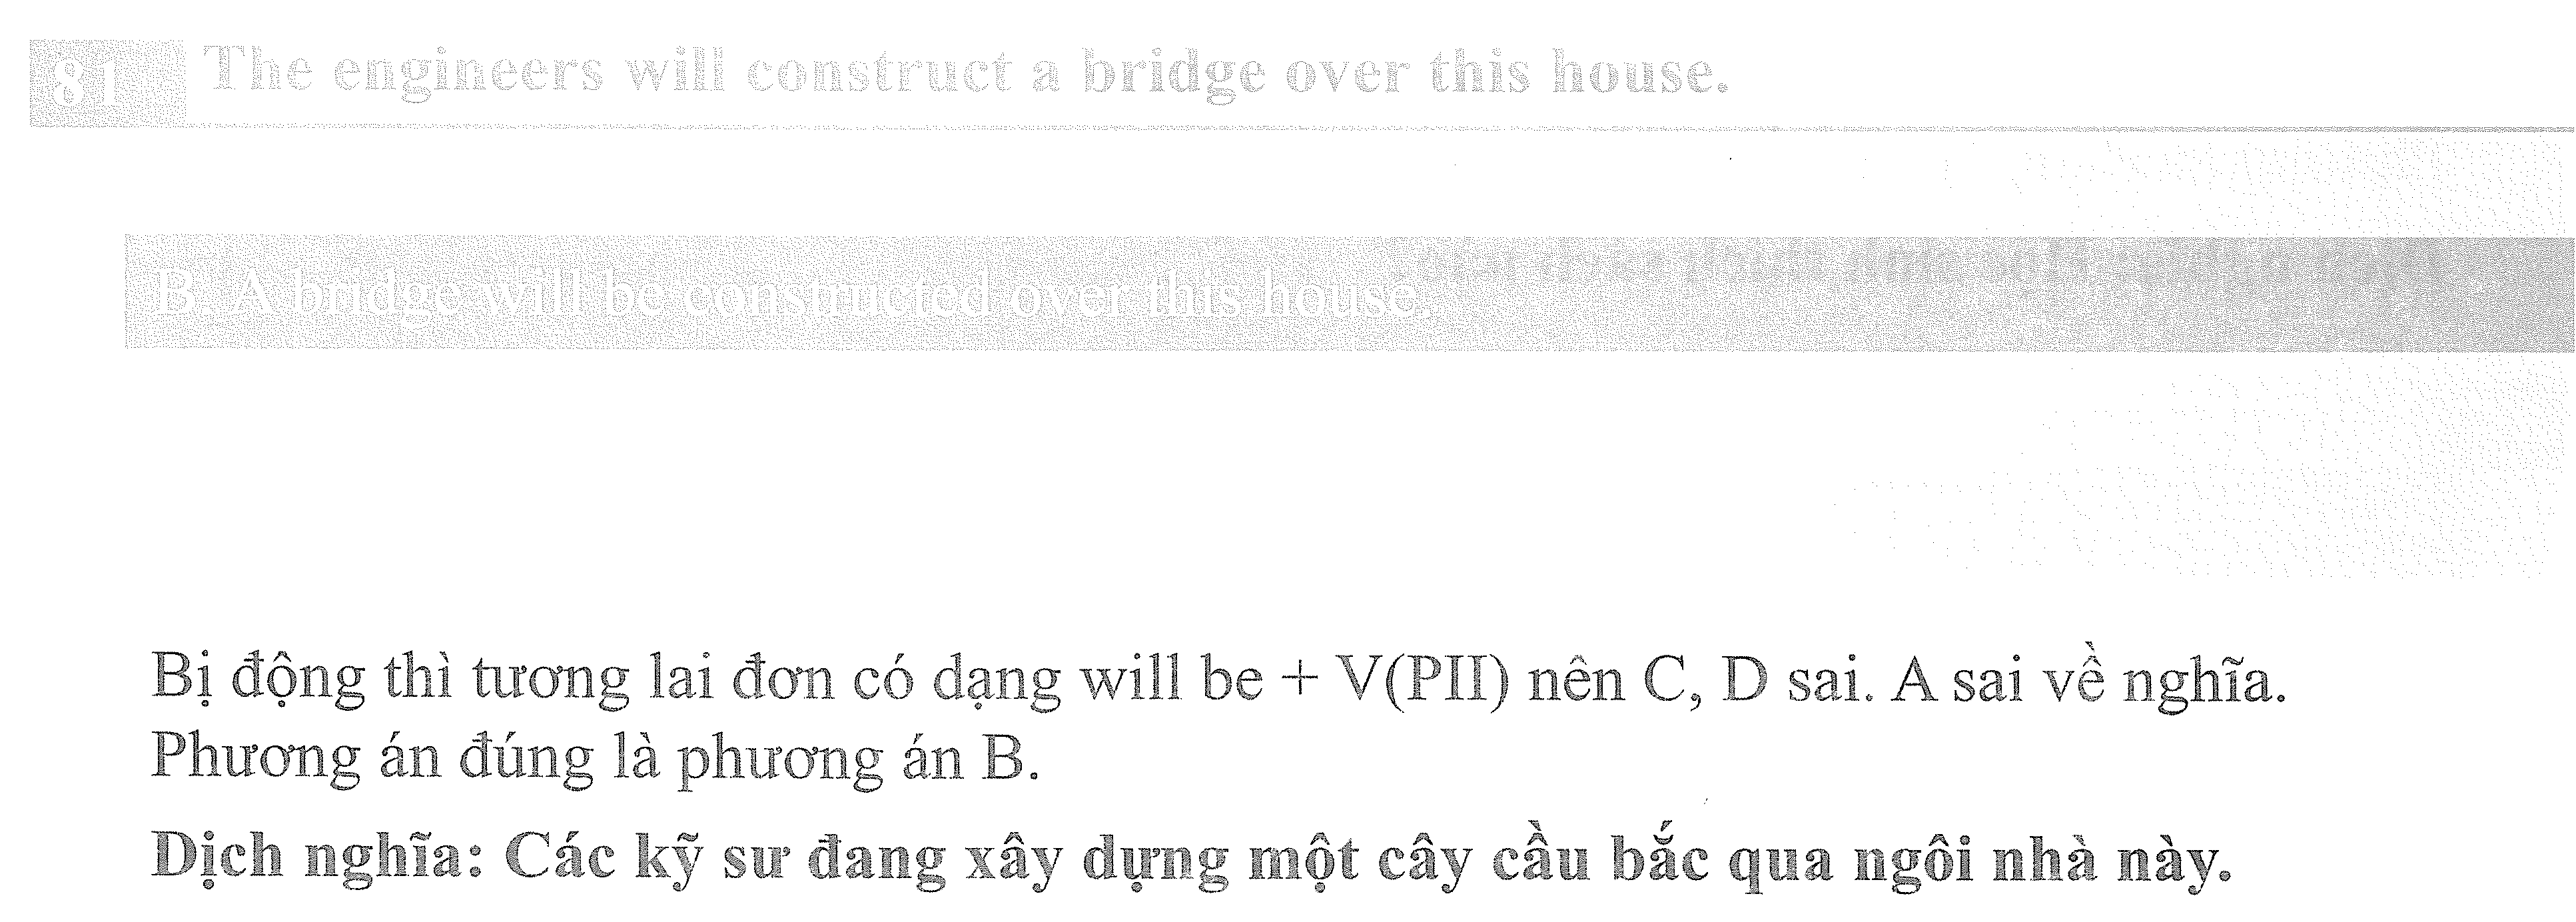 81 The engineers will construct a bridge over this house.
B. A bridge will be constructed over this house.
Bị động thì tương lai đơn có dạng will be + V(PII) nên C, D sai. A sai về nghĩa.
Phương án đúng là phương án B.
Dịch nghĩa: Các kỹ sư đang xây dựng một cây cầu bắc qua ngôi nhà này.